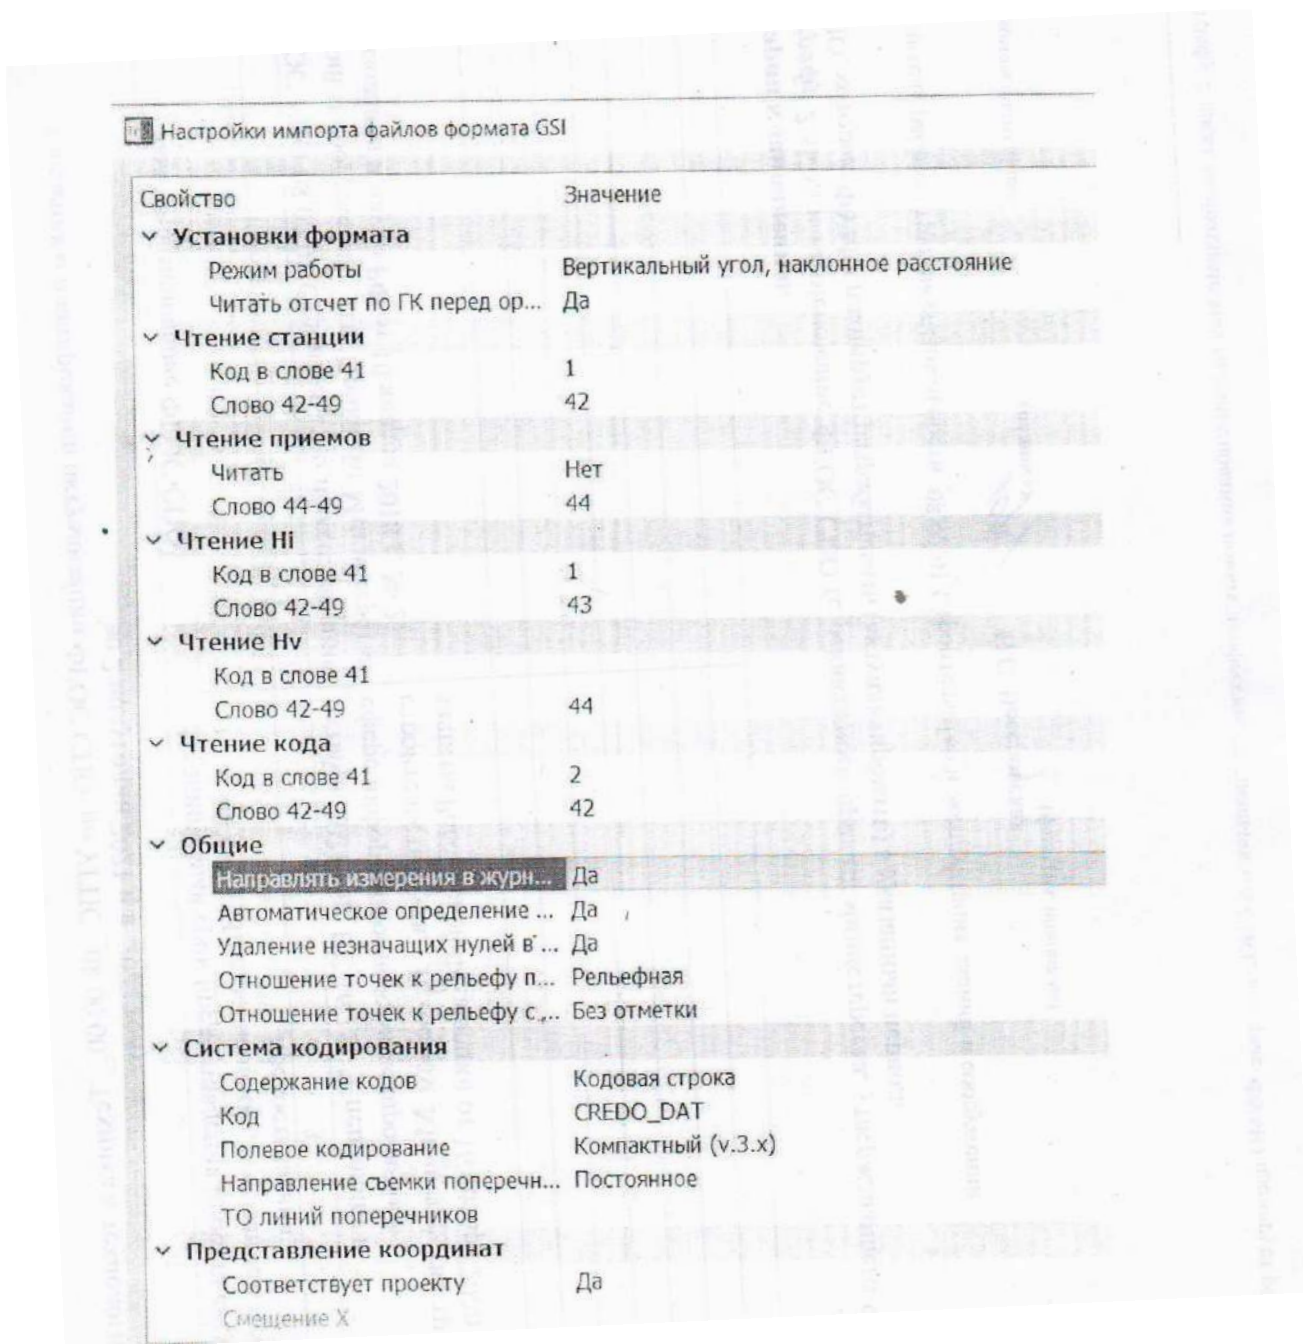 Настройки импорта файлов формата GSI
Свойство Значение
Установки формата
Режим работы Вертикальный угол, наклонное расстояние
Читать отсчет по ГК перед ор... Да
Чтение станции
Код в слове 41 1
Слово 42-49 42
Чтение приемов
Читать Нет
Слово 44-49 44
Чтение Hi
Код в слове 41 1
Слово 42-49 43
Чтение Hv
Код в слове 41
Слово 42-49 44
Чтение кода
Код в слове 41 2
Слово 42-49 42
Общие
Направлять измерения в журн... Да
Автоматическое определение ... Да
Удаление незначащих нулей в ... Да
Отношение точек к рельефу п... Рельефная
Отношение точек к рельефу с ... Без отметки
Система кодирования
Содержание кодов Кодовая строка
Код CREDO_DAT
Полевое кодирование Компактный (v.3.x)
Направление съемки поперечн... Постоянное
ТО линий поперечников
Представление координат
Соответствует проекту Да
Смещение X